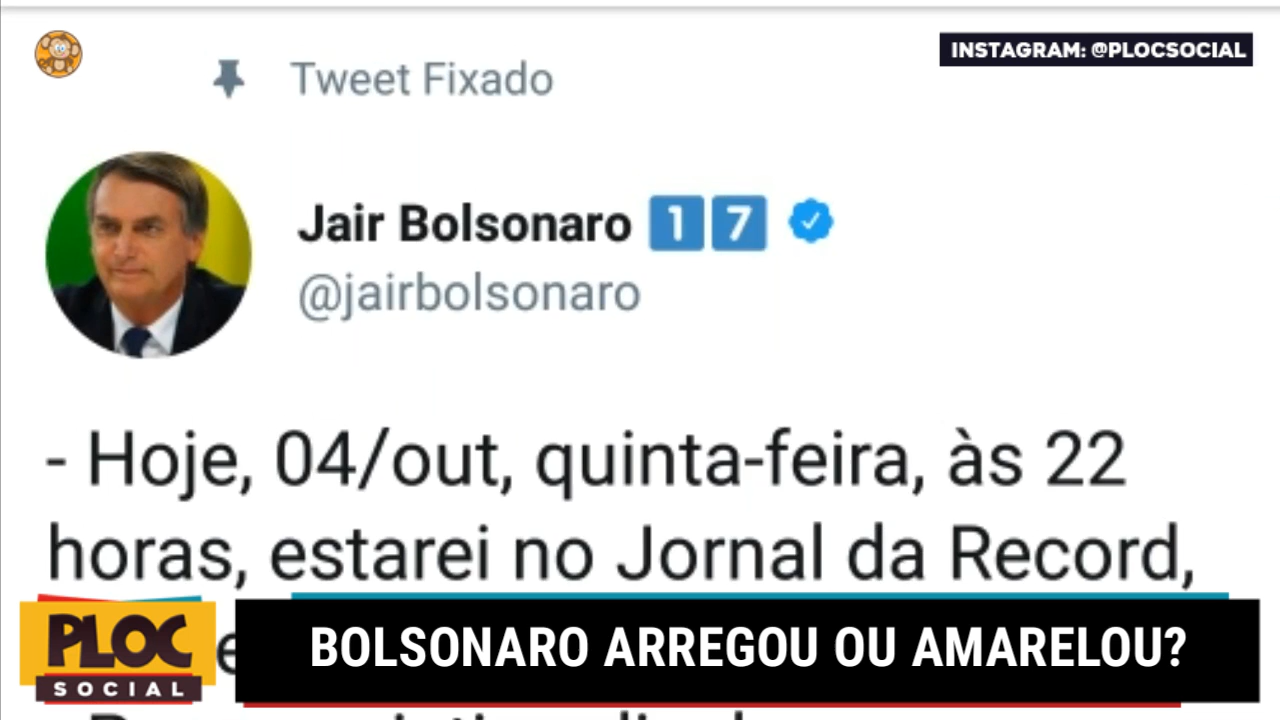 INSTAGRAM: @PLOCSOCIAL
Tweet Fixado
Jair Bolsonaro 1 7
@jairbolsonaro
- Hoje, 04/out, quinta-feira, às 22
horas, estarei no Jornal da Record,
PLOC
SOCIAL
BOLSONARO ARREGOU OU AMARELOU?